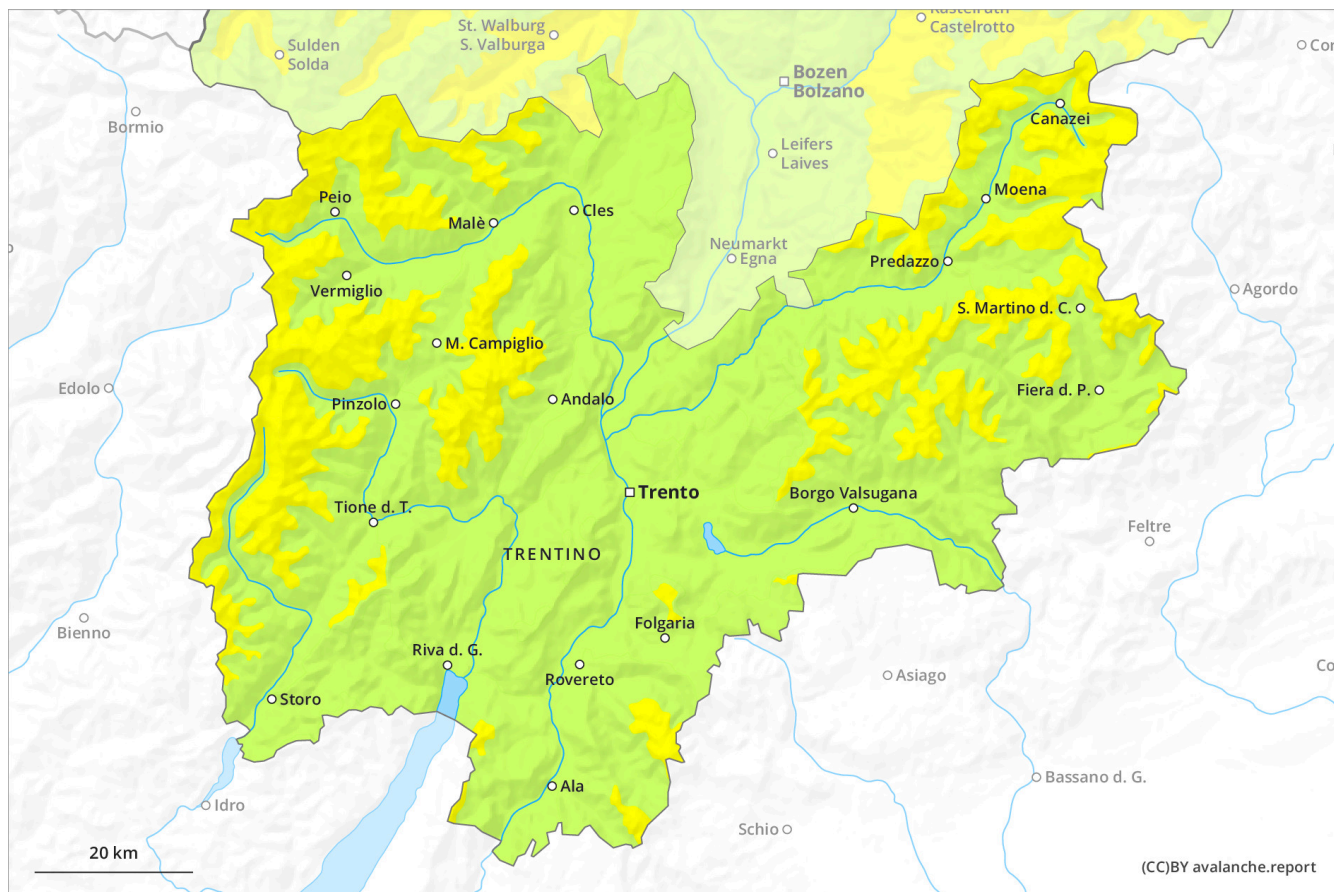 Kastelruth
Castelrotto
St. Walburg
S. Valburga
Sulden
Solda
Bozen
Bolzano
Bormio
Canazei
Leifers
Laives
Peio
Moena
Malè
Cles
Neumarkt
Egna
Predazzo
Vermiglio
Agordo
S. Martino d. C.
M. Campiglio
Edolo
Fiera d. P.
Pinzolo
Andalo
Trento
Borgo Valsugana
Tione d. T.
Feltre
TRENTINO
Bienno
Folgaria
Riva d. G.
Asiago
Rovereto
Storo
Bassano d. G.
Ala
Idro
Schio
20 km
(CC)BY avalanche.report